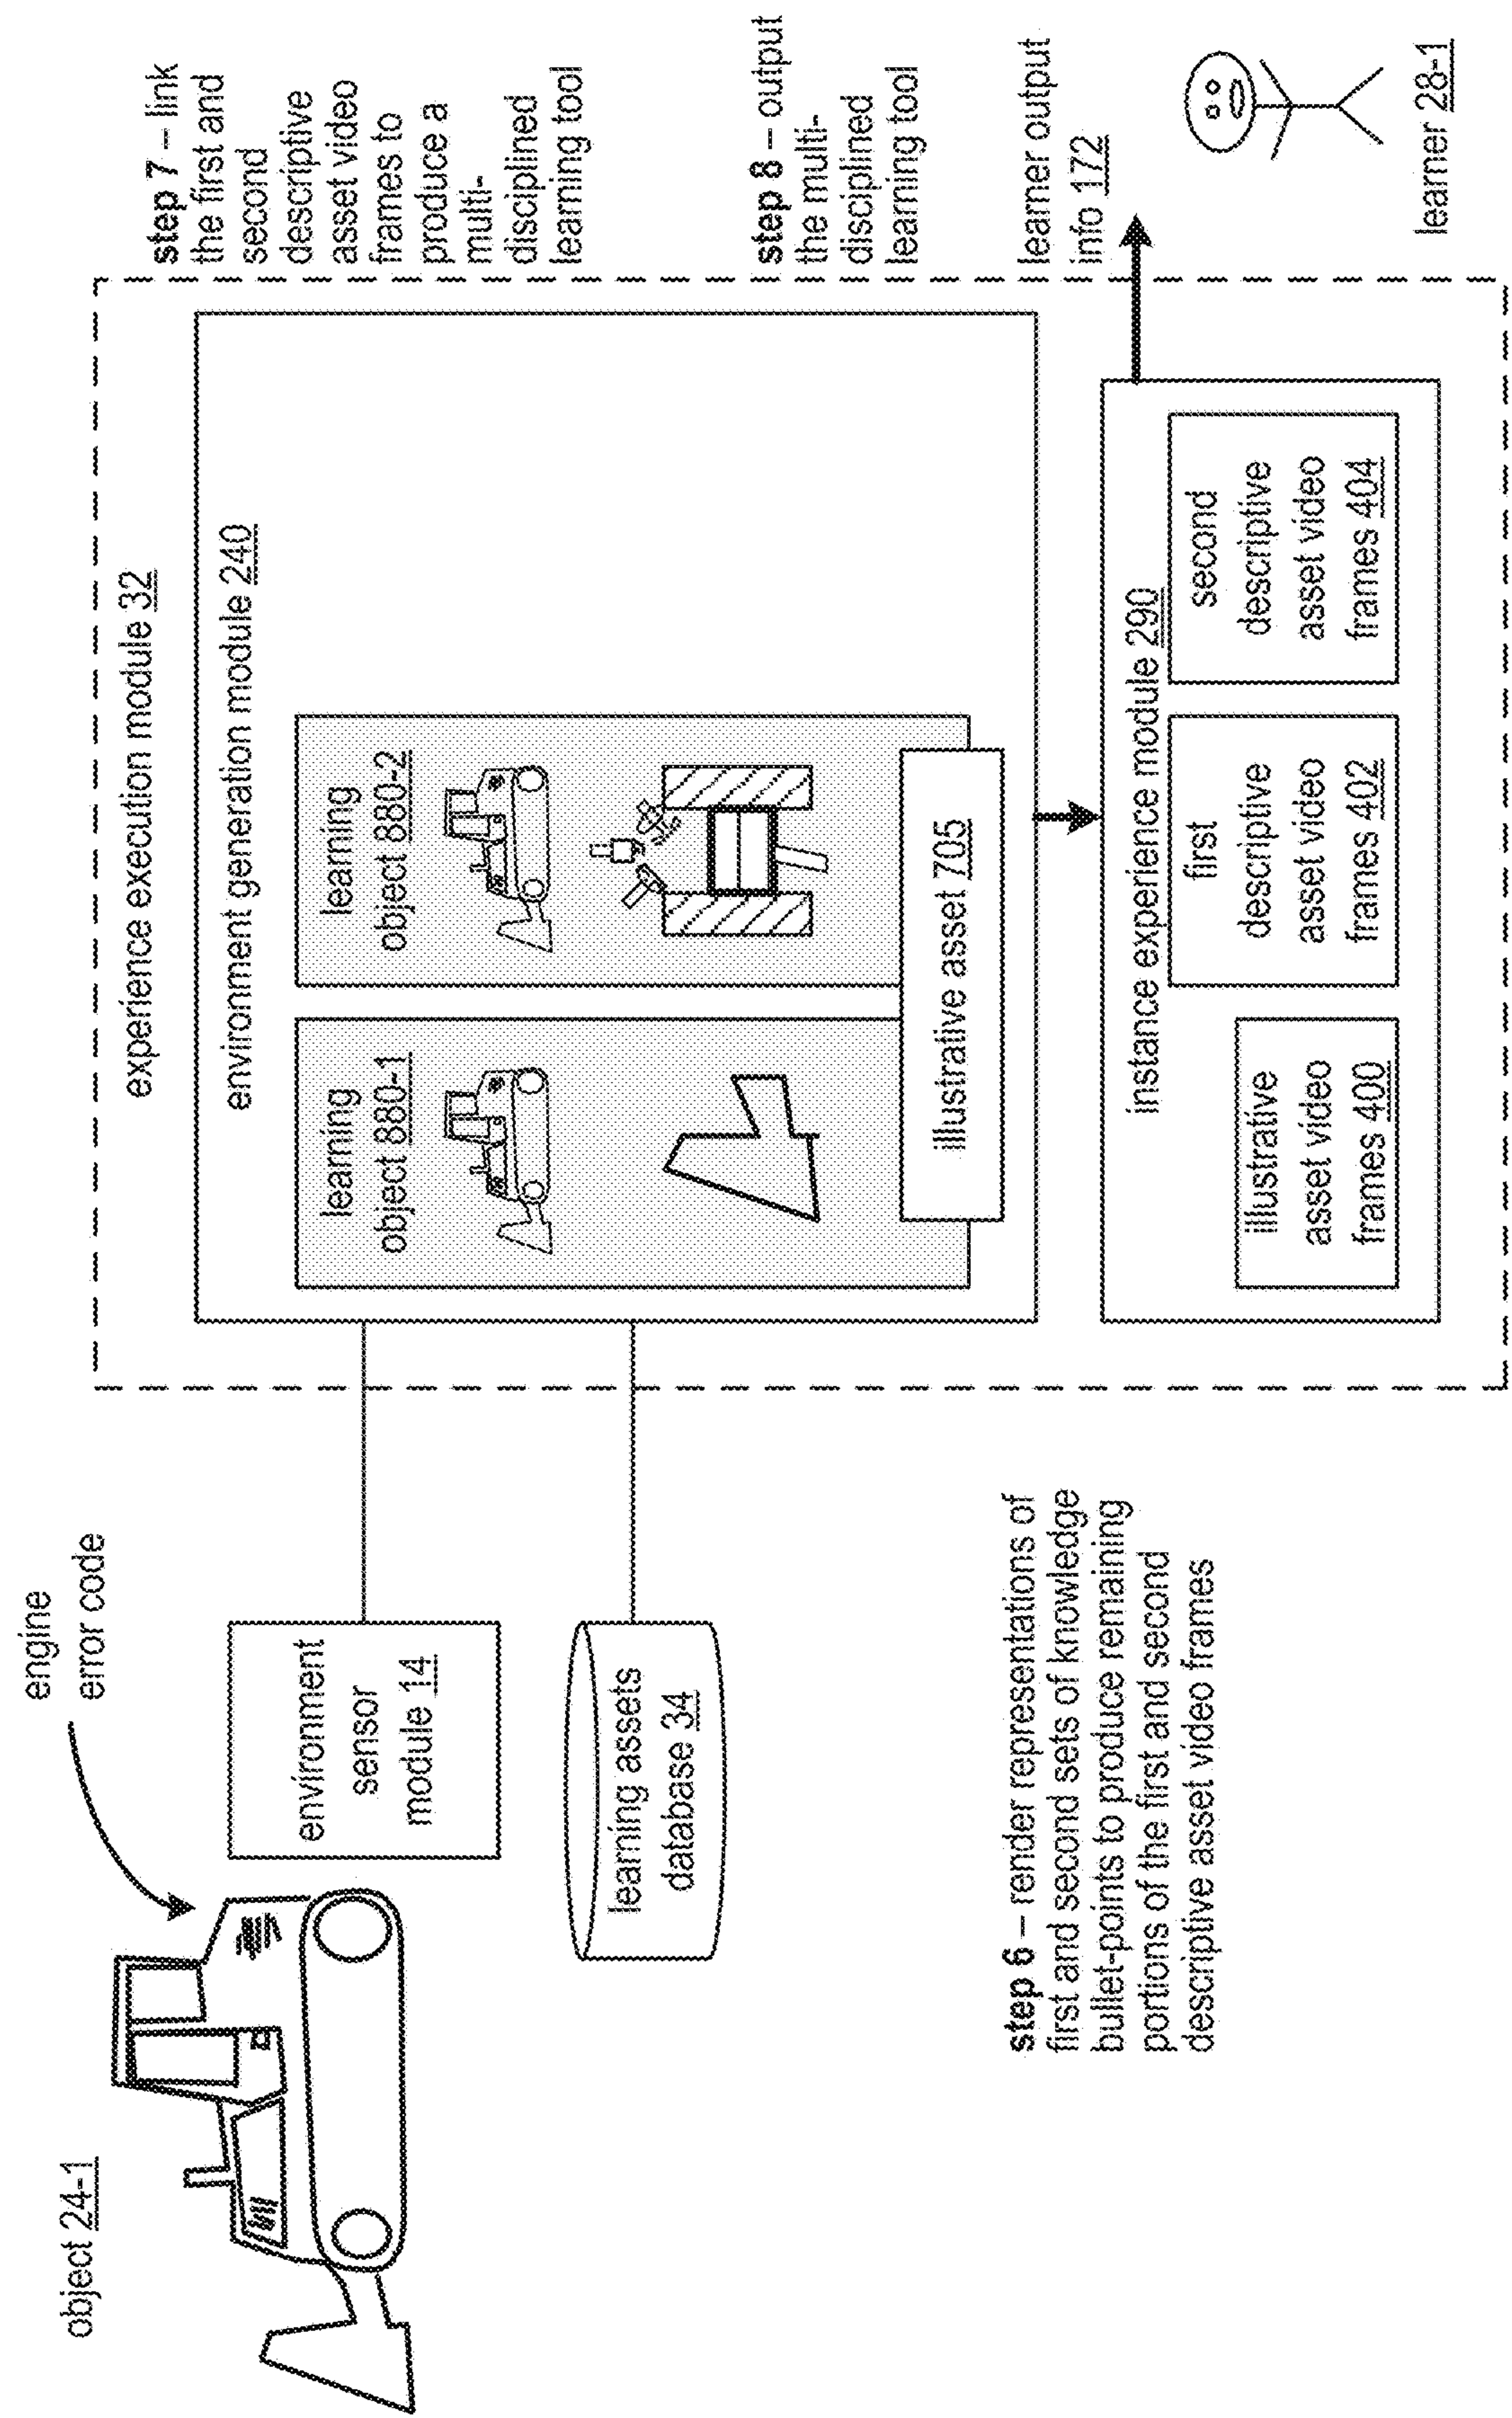 object 24-1
engine
error code
environment
sensor
module 14
learning assets
database 34
step 6 – render representations of
first and second sets of knowledge
bullet-points to produce remaining
portions of the first and second
descriptive asset video frames
experience execution module 32
environment generation module 240
learning
object 880-1
learning
object 880-2
illustrative asset 705
instance experience module 290
illustrative
asset video
frames 400
first
descriptive
asset video
frames 402
second
descriptive
asset video
frames 404
step 7 – link
the first and
second
descriptive
asset video
frames to
produce a
multi-
disciplined
learning tool
step 8 – output
the multi-
disciplined
learning tool
learner output
info 172
learner 28-1